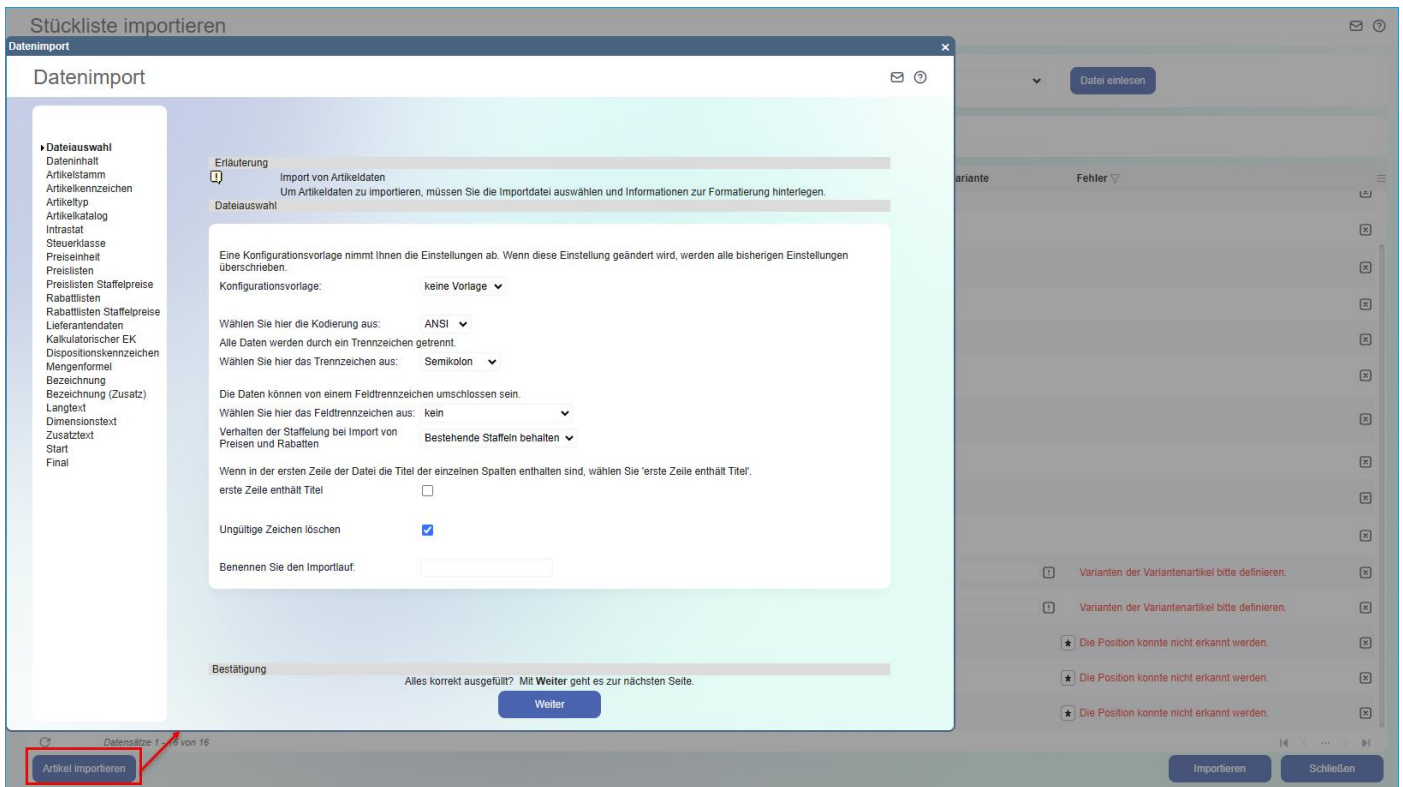 Stückliste importieren
Datenimport
Datenimport
Datei einlesen
Dateiauswahl
Dateninhalt
Artikelstamm
Artikelkennzeichen
Artikeltyp
Artikelkatalog
Intrastat
Steuerklasse
Preiseinheit
Preislisten
Preislisten Staffelpreise
Rabattlisten
Rabattlisten Staffelpreise
Lieferantendaten
Kalkulatorischer EK
Dispositionskennzeichen
Mengenformel
Bezeichnung
Bezeichnung (Zusatz)
Langtext
Dimensionstext
Zusatztext
Start
Final
Erläuterung
Import von Artikeldaten
Um Artikeldaten zu importieren, müssen Sie die Importdatei auswählen und Informationen zur Formatierung hinterlegen.
Dateiauswahl
Eine Konfigurationsvorlage nimmt Ihnen die Einstellungen ab. Wenn diese Einstellung geändert wird, werden alle bisherigen Einstellungen
überschrieben.
Konfigurationsvorlage: keine Vorlage
Wählen Sie hier die Kodierung aus: ANSI
Alle Daten werden durch ein Trennzeichen getrennt.
Wählen Sie hier das Trennzeichen aus: Semikolon
Die Daten können von einem Feldtrennzeichen umschlossen sein.
Wählen Sie hier das Feldtrennzeichen aus: kein
Verhalten der Staffelung bei Import von
Preisen und Rabatten Bestehende Staffeln behalten
Wenn in der ersten Zeile der Datei die Titel der einzelnen Spalten enthalten sind, wählen Sie 'erste Zeile enthält Titel'.
erste Zeile enthält Titel
Ungültige Zeichen löschen
Benennen Sie den Importlauf:
Bestätigung
Alles korrekt ausgefüllt? Mit Weiter geht es zur nächsten Seite.
Weiter
ariante Fehler
Varianten der Variantenartikel bitte definieren.
Varianten der Variantenartikel bitte definieren.
Die Position konnte nicht erkannt werden.
Die Position konnte nicht erkannt werden.
Die Position konnte nicht erkannt werden.
Datensätze 1 - 16 von 16
Artikel importieren Importieren Schließen